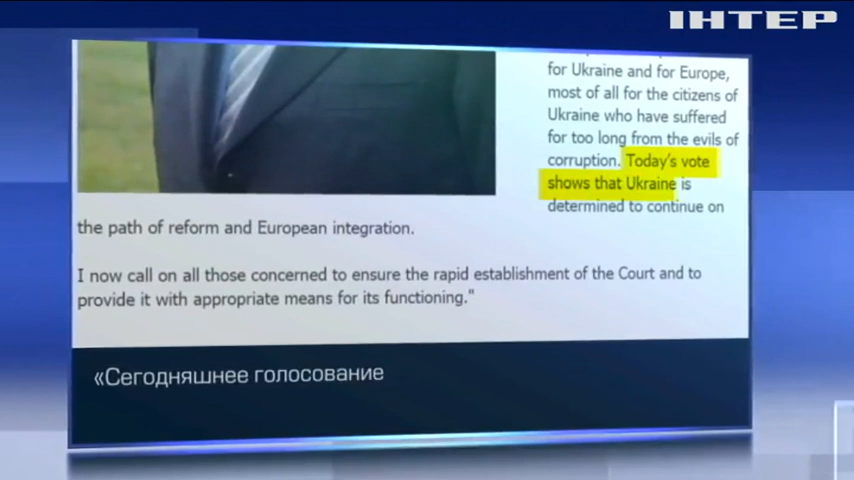 ІНТЕР
for Ukraine and for Europe,
most of all for the citizens of
Ukraine who have suffered
for too long from the evils of
corruption. Today's vote
shows that Ukraine is
determined to continue on
the path of reform and European integration.
I now call on all those concerned to ensure the rapid establishment of the Court and to
provide it with appropriate means for its functioning."
«Сегодняшнее голосование